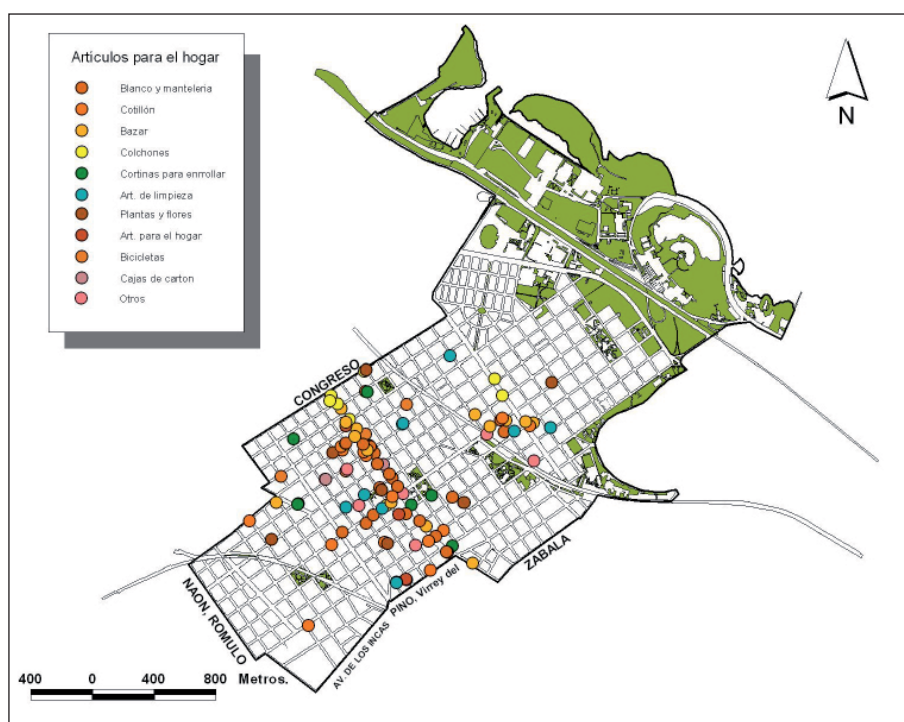 Articulos para el hogar
Blanco y manteleria
Cotillón
Bazar
Colchones
Cortinas para enrrollar
Art. de limpieza
Plantas y flores
Art. para el hogar
Bicicletas
Cajas de carton
Otros
N
CONGRESO
ZABALA
PINO, Virrey del
AV. DE LOS INCAS
NAON, ROMULO
400 0 400 800 Metros.